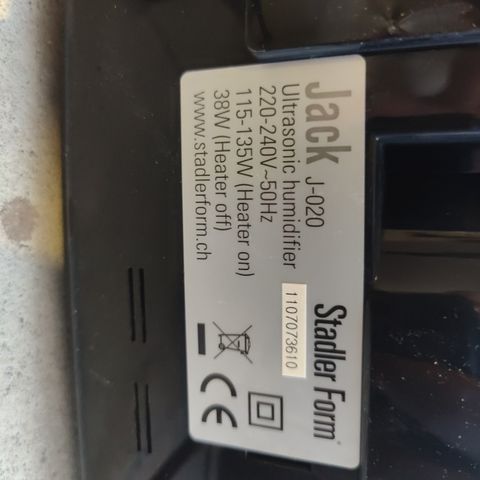 Jack J-020
Stadler Form
Ultrasonic humidifier
1107073610
220-240V~50Hz
115-135W (Heater on)
38W (Heater off)
www.stadlerform.ch
CE